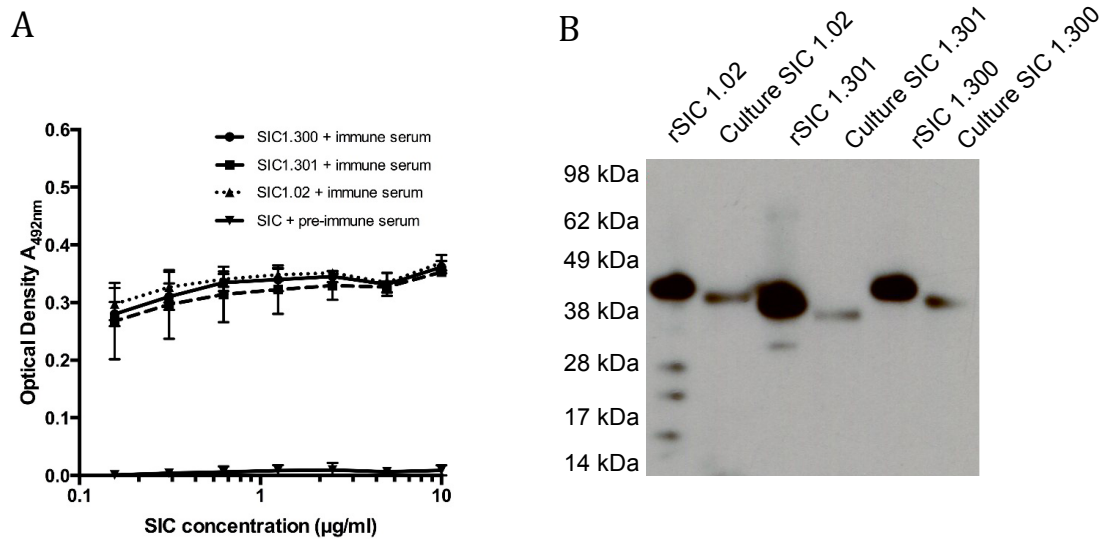 A
0.6
0.5
0.4
0.3
0.2
0.1
0.0
0.1
1
10
Optical Density A492nm
SIC concentration (µg/ml)
SIC1.300 + immune serum
SIC1.301 + immune serum
SIC1.02 + immune serum
SIC + pre-immune serum
B
rSIC 1.02
Culture SIC 1.02
rSIC 1.301
Culture SIC 1.301
rSIC 1.300
Culture SIC 1.300
98 kDa
62 kDa
49 kDa
38 kDa
28 kDa
17 kDa
14 kDa